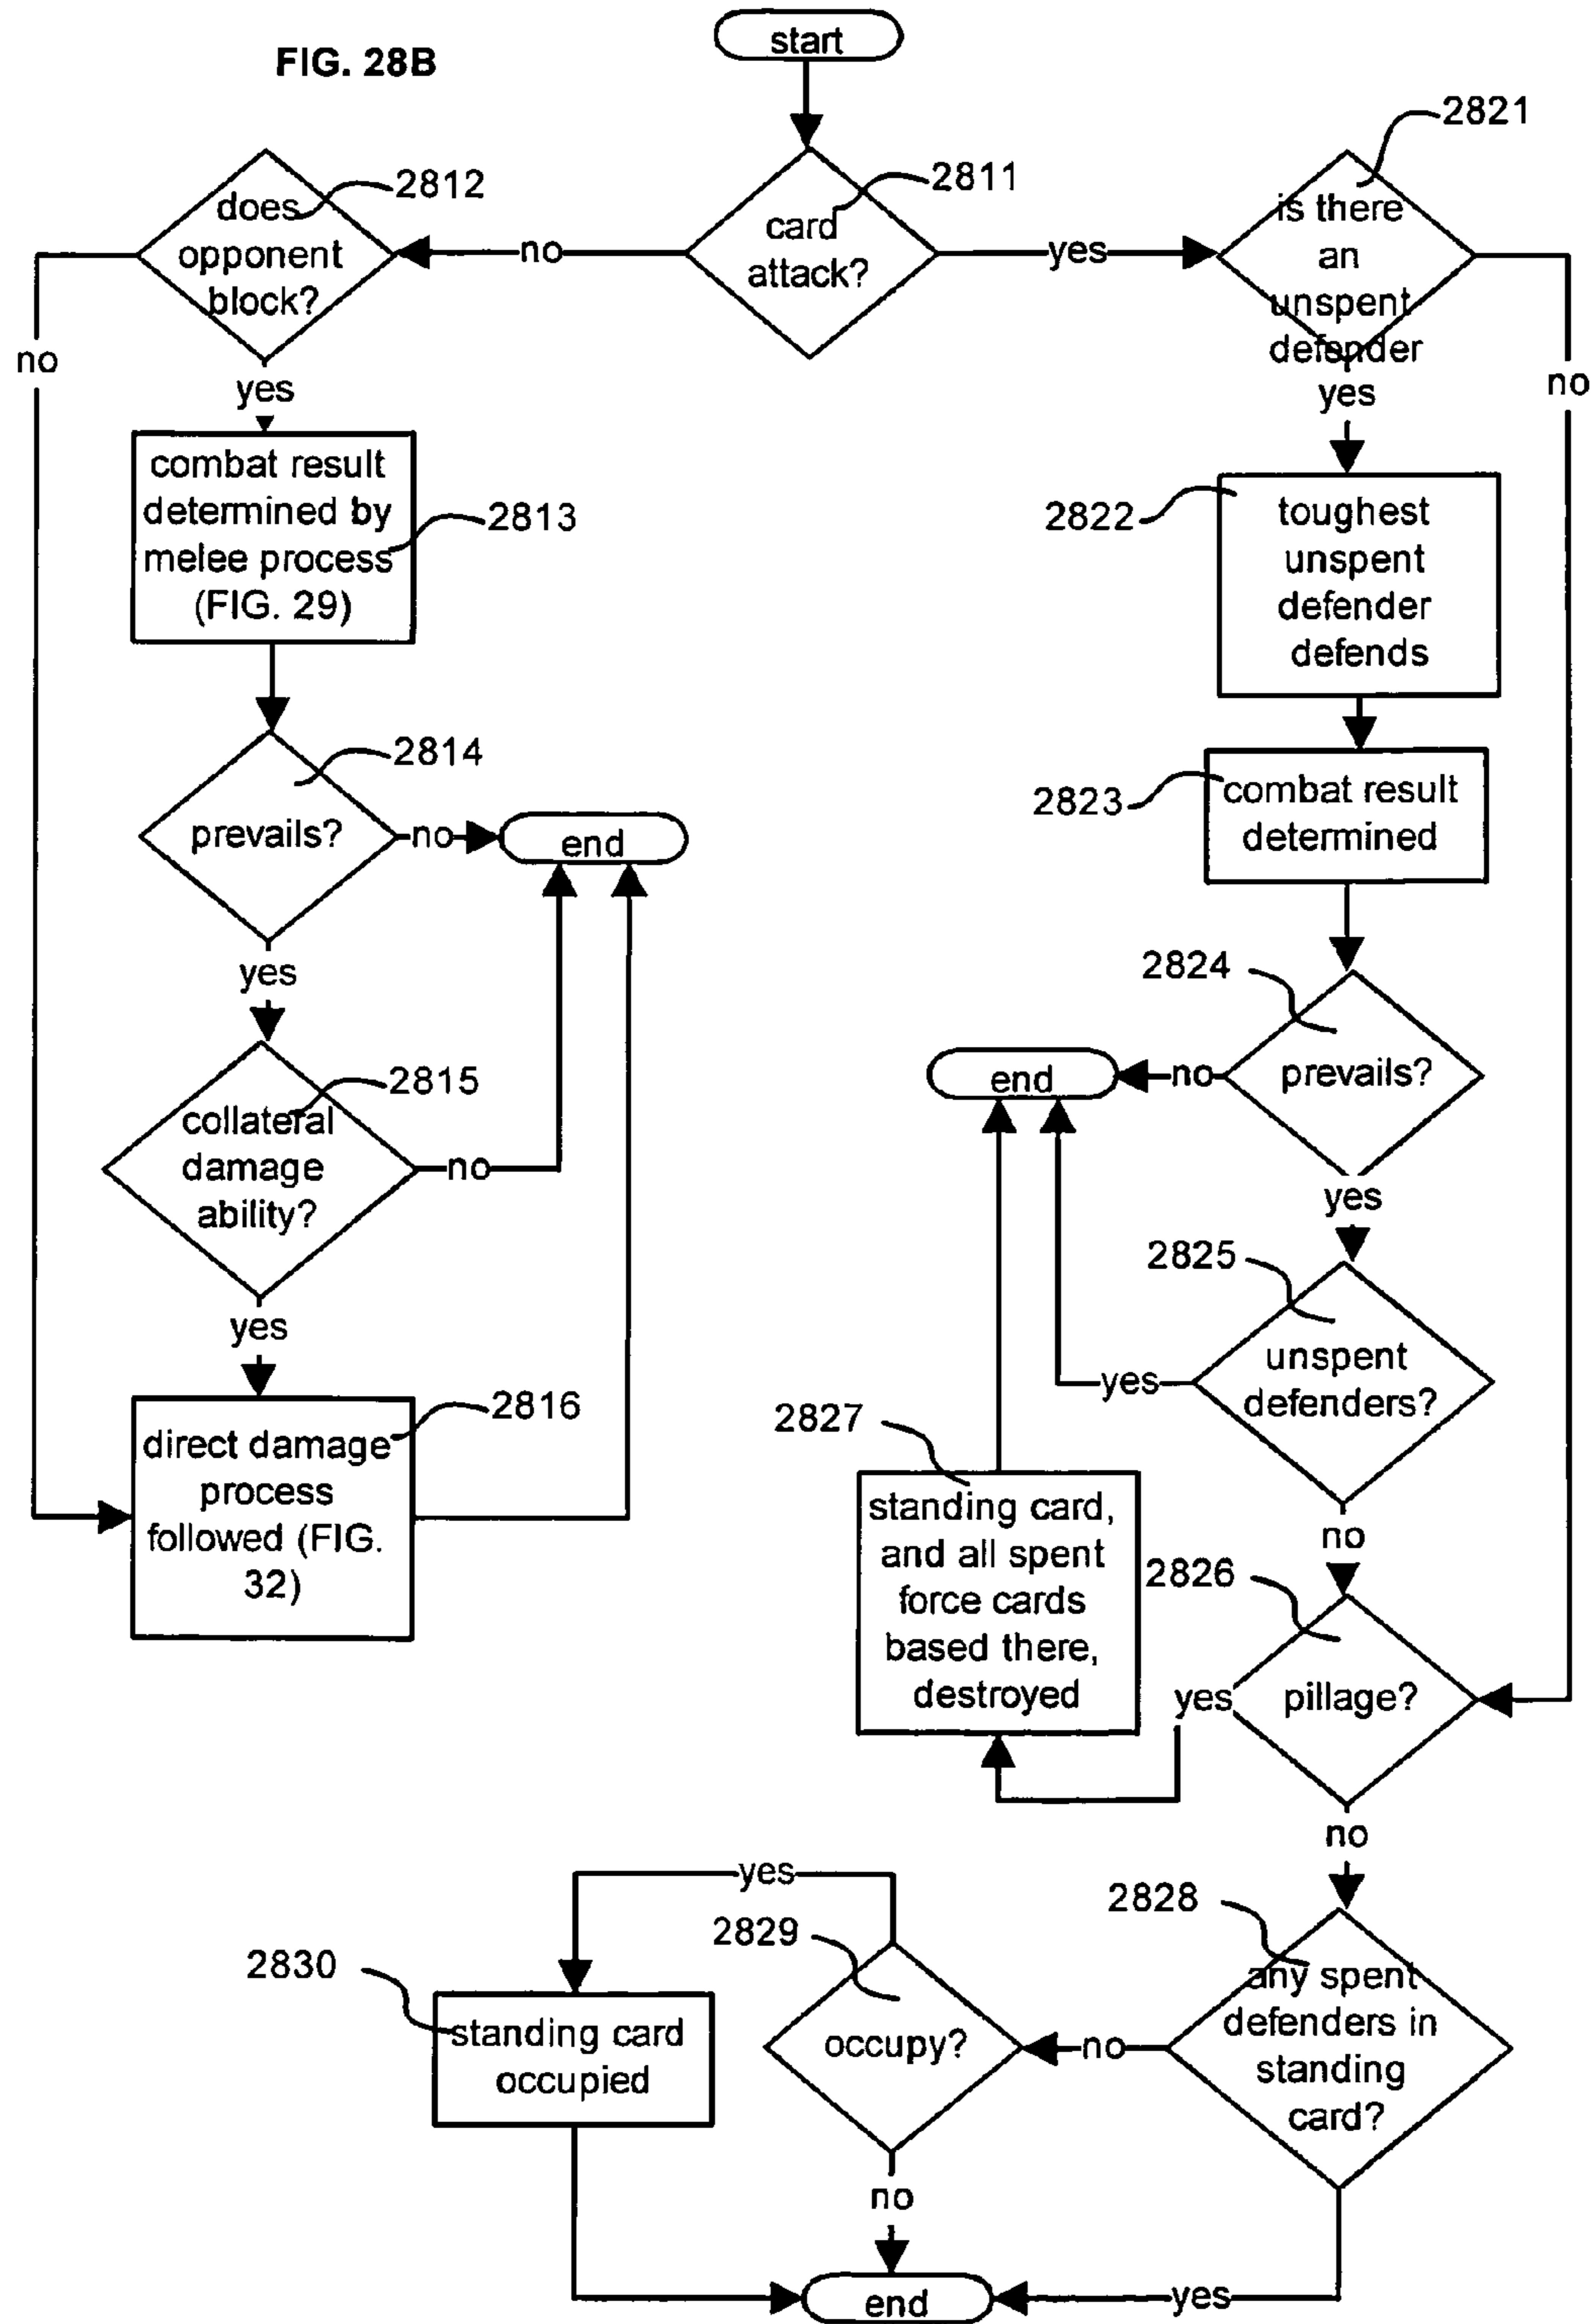 FIG. 28B
start
2821
2812
2811
does
opponent
block?
no
card
attack?
yes
is there
an
unspent
defender
no
yes
no
yes
combat result
determined by
melee process
(FIG. 29)
2813
2822
toughest
unspent
defender
defends
2814
prevails?
no
end
2823
combat result
determined
yes
2824
prevails?
no
end
2815
collateral
damage
ability?
no
yes
2825
unspent
defenders?
yes
yes
2816
direct damage
process
followed (FIG.
32)
2827
standing card,
and all spent
force cards
based there,
destroyed
no
2826
pillage?
yes
no
yes
2828
any spent
defenders in
standing
card?
2829
occupy?
no
2830
standing card
occupied
no
end
yes